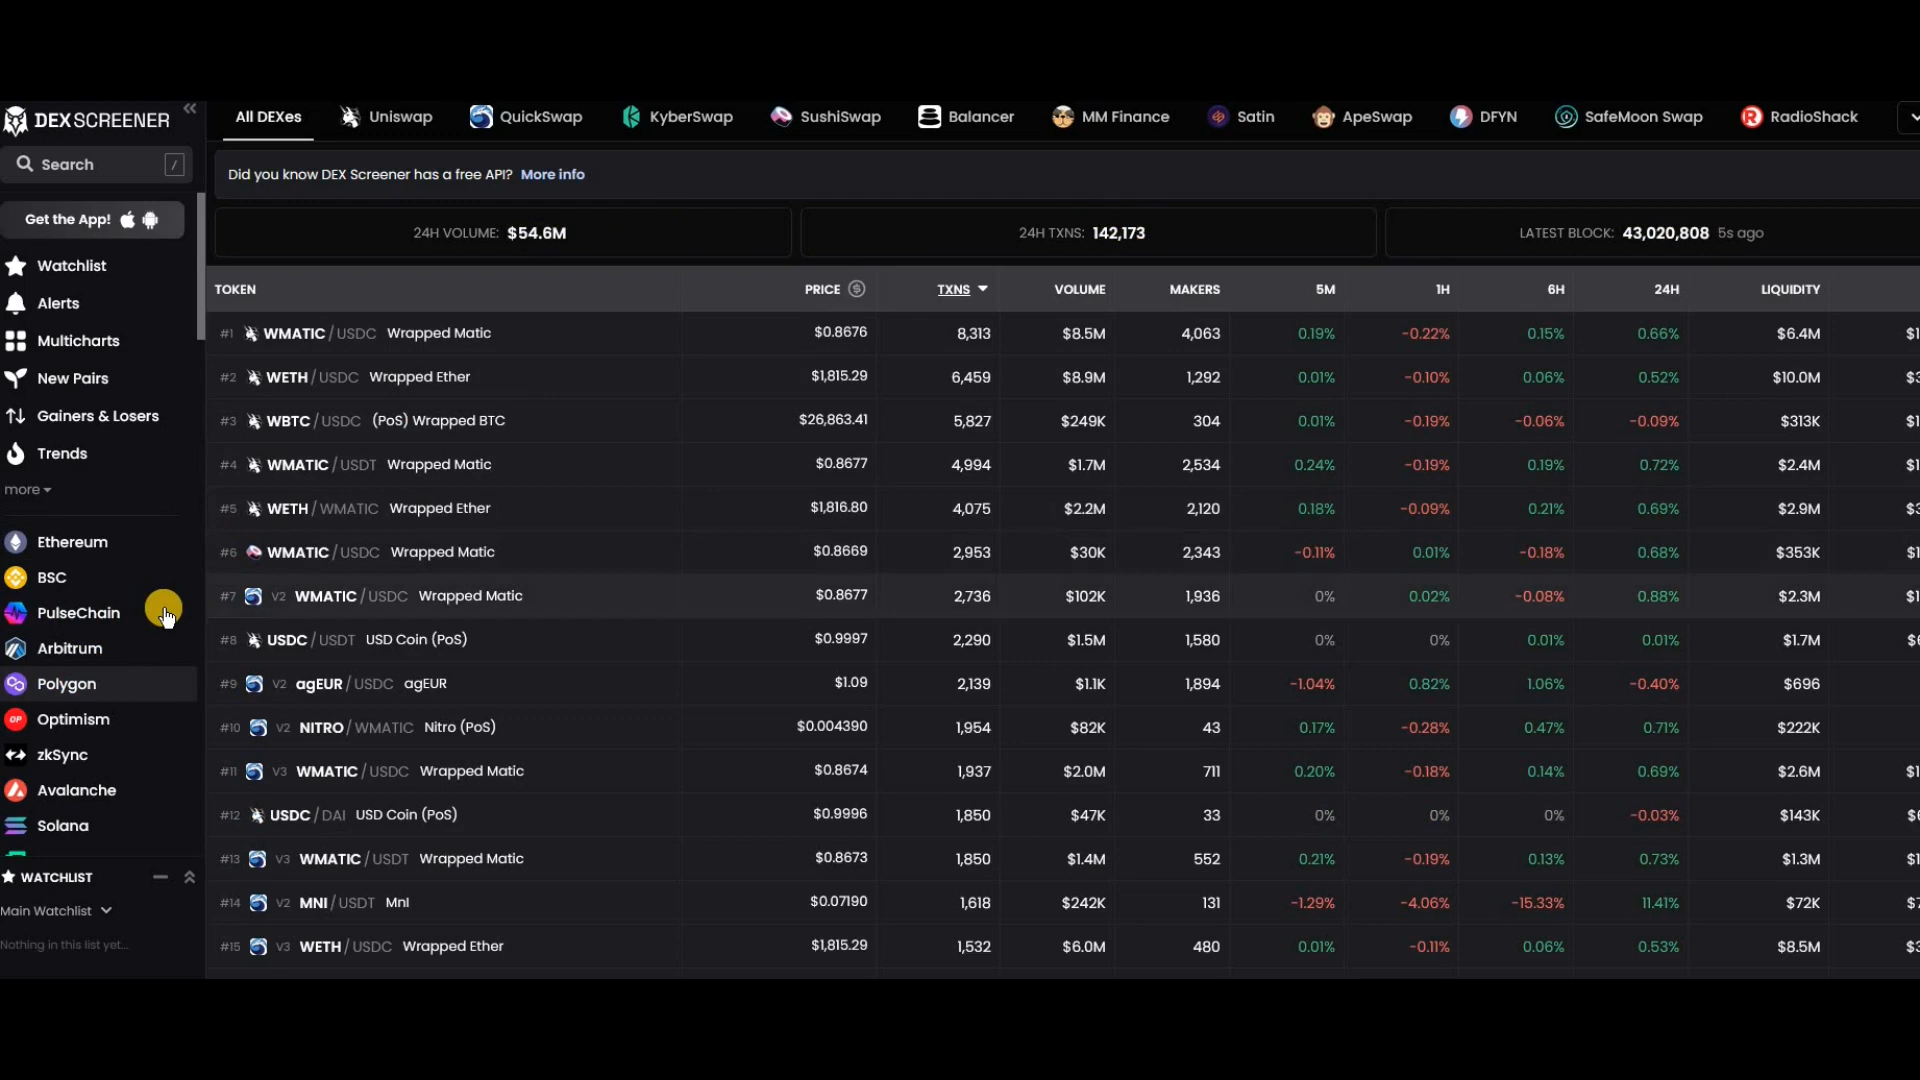 DEX SCREENER
Search /
Get the App!
Watchlist
Alerts
Multicharts
New Pairs
Gainers & Losers
Trends
more
Ethereum
BSC
PulseChain
Arbitrum
Polygon
Optimism
zkSync
Avalanche
Solana
WATCHLIST
Main Watchlist
Nothing in this list yet...
All DEXes Uniswap QuickSwap KyberSwap SushiSwap Balancer MM Finance Satin ApeSwap DFYN SafeMoon Swap RadioShack
Did you know DEX Screener has a free API? More info
24H VOLUME: $54.6M 24H TXNS: 142,173 LATEST BLOCK: 43,020,808 5s ago
TOKEN PRICE TXNS VOLUME MAKERS 5M 1H 6H 24H LIQUIDITY
#1 WMATIC / USDC Wrapped Matic $0.8676 8,313 $8.5M 4,063 0.19% -0.22% 0.15% 0.66% $6.4M
#2 WETH / USDC Wrapped Ether $1,815.29 6,459 $8.9M 1,292 0.01% -0.10% 0.06% 0.52% $10.0M
#3 WBTC / USDC (PoS) Wrapped BTC $26,863.41 5,827 $249K 304 0.01% -0.19% -0.06% -0.09% $313K
#4 WMATIC / USDT Wrapped Matic $0.8677 4,994 $1.7M 2,534 0.24% -0.19% 0.19% 0.72% $2.4M
#5 WETH / WMATIC Wrapped Ether $1,816.80 4,075 $2.2M 2,120 0.18% -0.09% 0.21% 0.69% $2.9M
#6 WMATIC / USDC Wrapped Matic $0.8669 2,953 $30K 2,343 -0.11% 0.01% -0.18% 0.68% $353K
#7 V2 WMATIC / USDC Wrapped Matic $0.8677 2,736 $102K 1,936 0% 0.02% -0.08% 0.88% $2.3M
#8 USDC / USDT USD Coin (PoS) $0.9997 2,290 $1.5M 1,580 0% 0% 0.01% 0.01% $1.7M
#9 V2 agEUR / USDC agEUR $1.09 2,139 $1.1K 1,894 -1.04% 0.82% 1.06% -0.40% $696
#10 V2 NITRO / WMATIC Nitro (PoS) $0.004390 1,954 $82K 43 0.17% -0.28% 0.47% 0.71% $222K
#11 V3 WMATIC / USDC Wrapped Matic $0.8674 1,937 $2.0M 711 0.20% -0.18% 0.14% 0.69% $2.6M
#12 USDC / DAI USD Coin (PoS) $0.9996 1,850 $47K 33 0% 0% 0% -0.03% $143K
#13 V3 WMATIC / USDT Wrapped Matic $0.8673 1,850 $1.4M 552 0.21% -0.19% 0.13% 0.73% $1.3M
#14 V2 MNI / USDT MnI $0.07190 1,618 $242K 131 -1.29% -4.06% -15.33% 11.41% $72K
#15 V3 WETH / USDC Wrapped Ether $1,815.29 1,532 $6.0M 480 0.01% -0.11% 0.06% 0.53% $8.5M